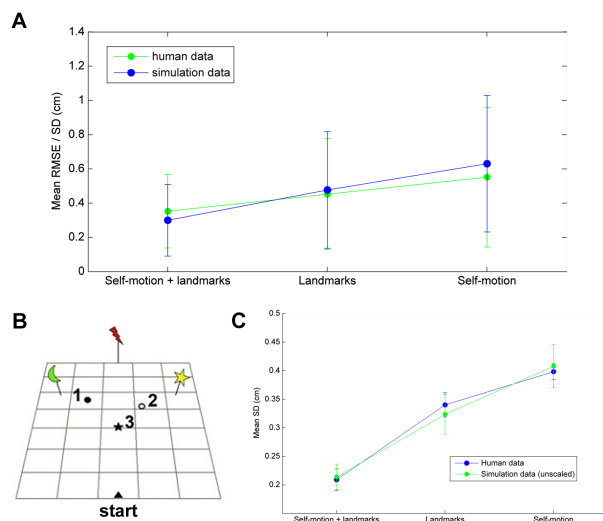 A
1.4
1.2
1
0.8
0.6
0.4
0.2
0
Mean RMSE / SD (cm)
human data
simulation data
Self-motion + landmarks
Landmarks
Self-motion
B
1
2
3
start
C
0.5
0.45
0.4
0.35
0.3
0.25
0.2
Mean SD (cm)
Human data
Simulation data (unscaled)
Self-motion + landmarks
Landmarks
Self-motion